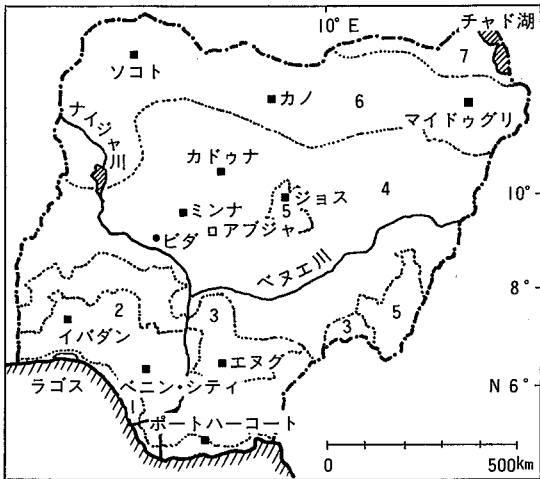 10° E
チャド湖
7
ソコト
カノ
6
マイドゥグリ
ナイジャ川
カドゥナ
4
10°
ジョス
5
ミンナ
ロアブジャ
ビダ
ベヌエ川
8°
2
3
5
イバダン
3
エヌグ
ラゴス
ベニン・シティ
N 6°
1
ポートハーコート
0
500km